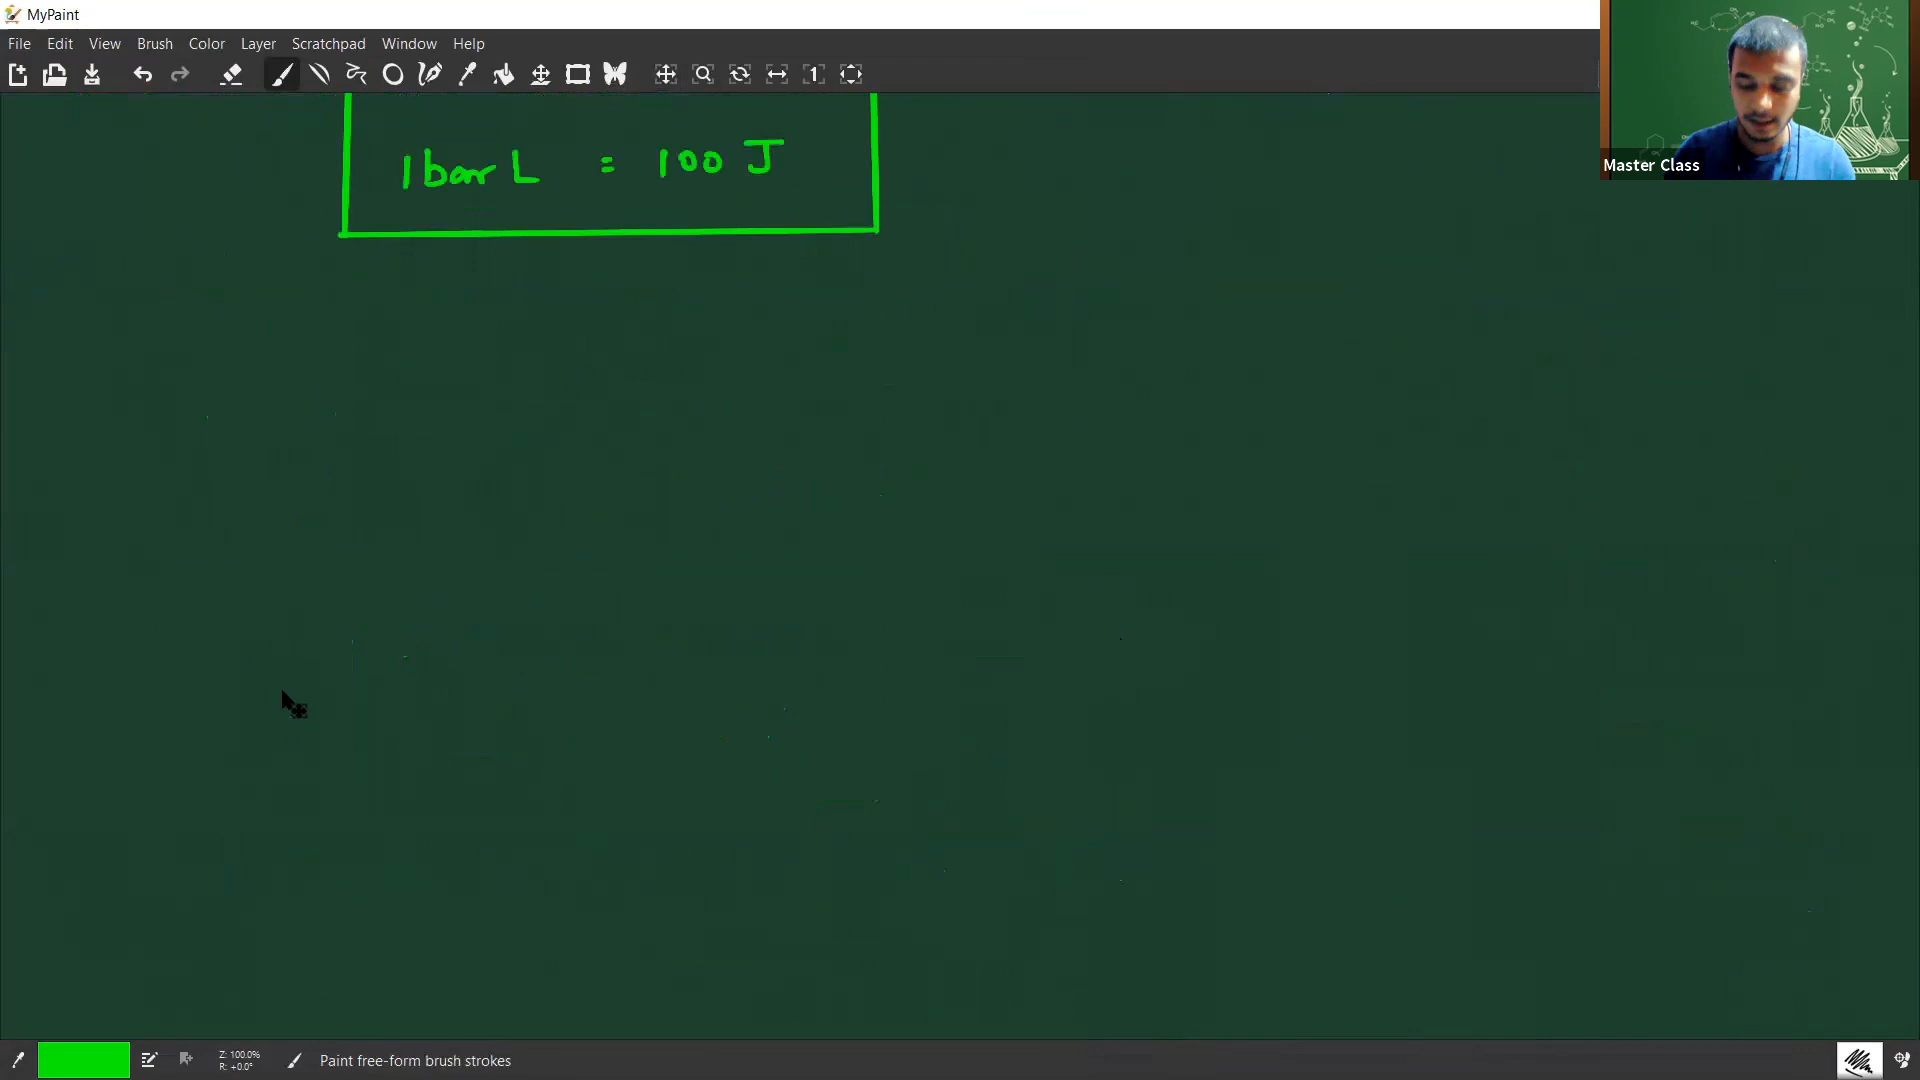 MyPaint
File Edit View Brush Color Layer Scratchpad Window Help
1
1 bar L = 100 J
Master Class
Z: 100.0%
R: +0.0°
Paint free-form brush strokes